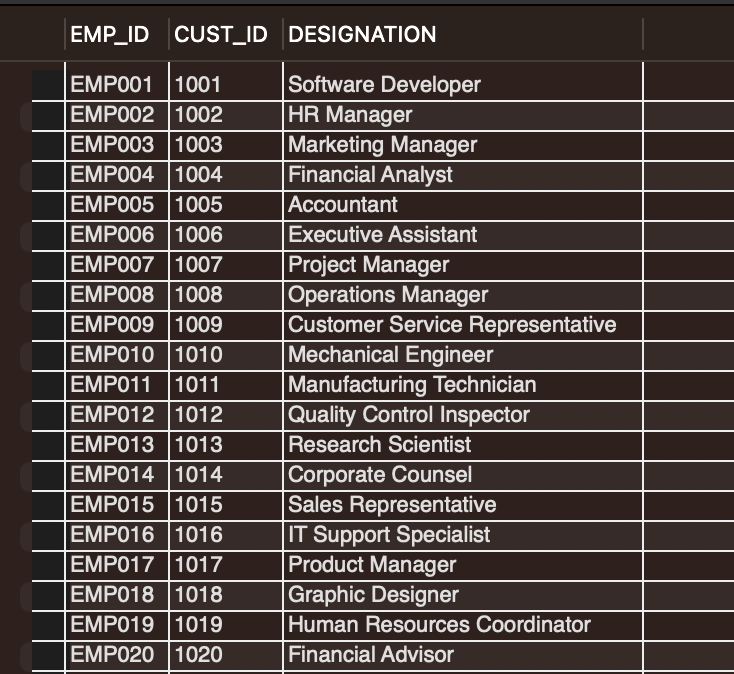 EMP_ID CUST_ID DESIGNATION
EMP001 1001 Software Developer
EMP002 1002 HR Manager
EMP003 1003 Marketing Manager
EMP004 1004 Financial Analyst
EMP005 1005 Accountant
EMP006 1006 Executive Assistant
EMP007 1007 Project Manager
EMP008 1008 Operations Manager
EMP009 1009 Customer Service Representative
EMP010 1010 Mechanical Engineer
EMP011 1011 Manufacturing Technician
EMP012 1012 Quality Control Inspector
EMP013 1013 Research Scientist
EMP014 1014 Corporate Counsel
EMP015 1015 Sales Representative
EMP016 1016 IT Support Specialist
EMP017 1017 Product Manager
EMP018 1018 Graphic Designer
EMP019 1019 Human Resources Coordinator
EMP020 1020 Financial Advisor